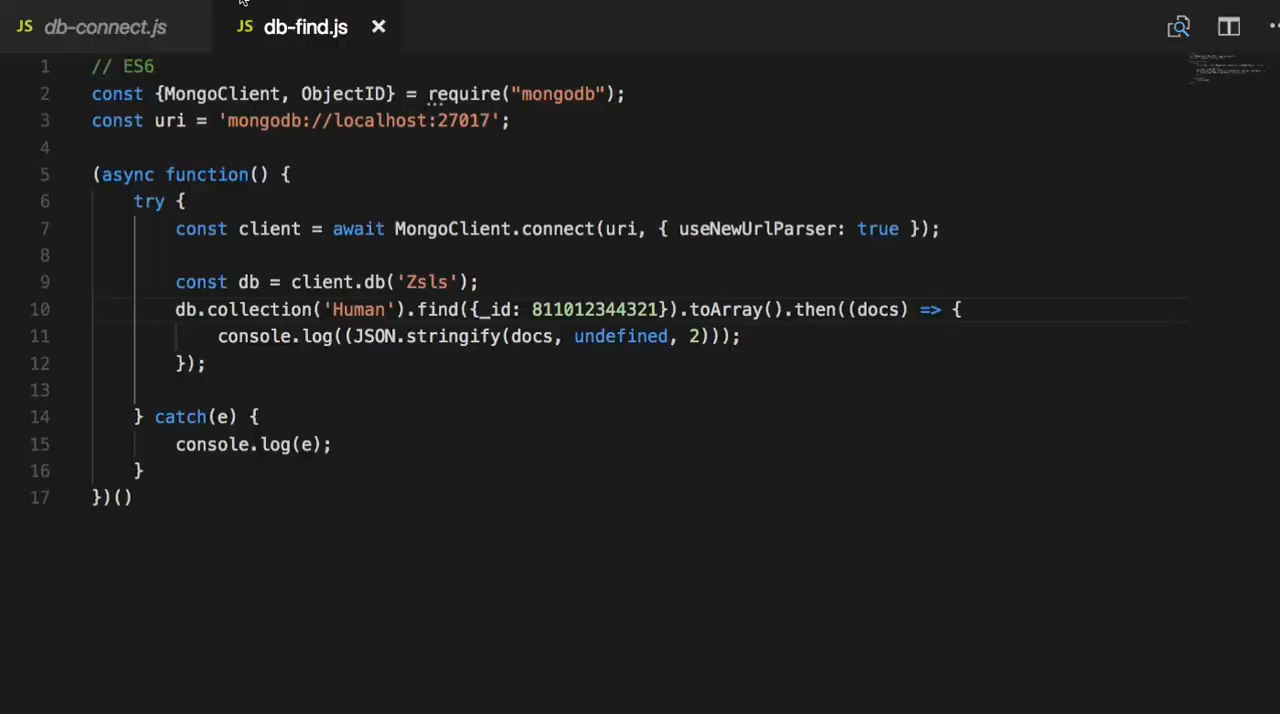 JS db-connect.js JS db-find.js ×
1 // ES6
2 const {MongoClient, ObjectID} = require("mongodb");
3 const uri = 'mongodb://localhost:27017';
4
5 (async function() {
6 try {
7 const client = await MongoClient.connect(uri, { useNewUrlParser: true });
8
9 const db = client.db('Zsls');
10 db.collection('Human').find({_id: 811012344321}).toArray().then((docs) => {
11 console.log((JSON.stringify(docs, undefined, 2)));
12 });
13
14 } catch(e) {
15 console.log(e);
16 }
17 })()